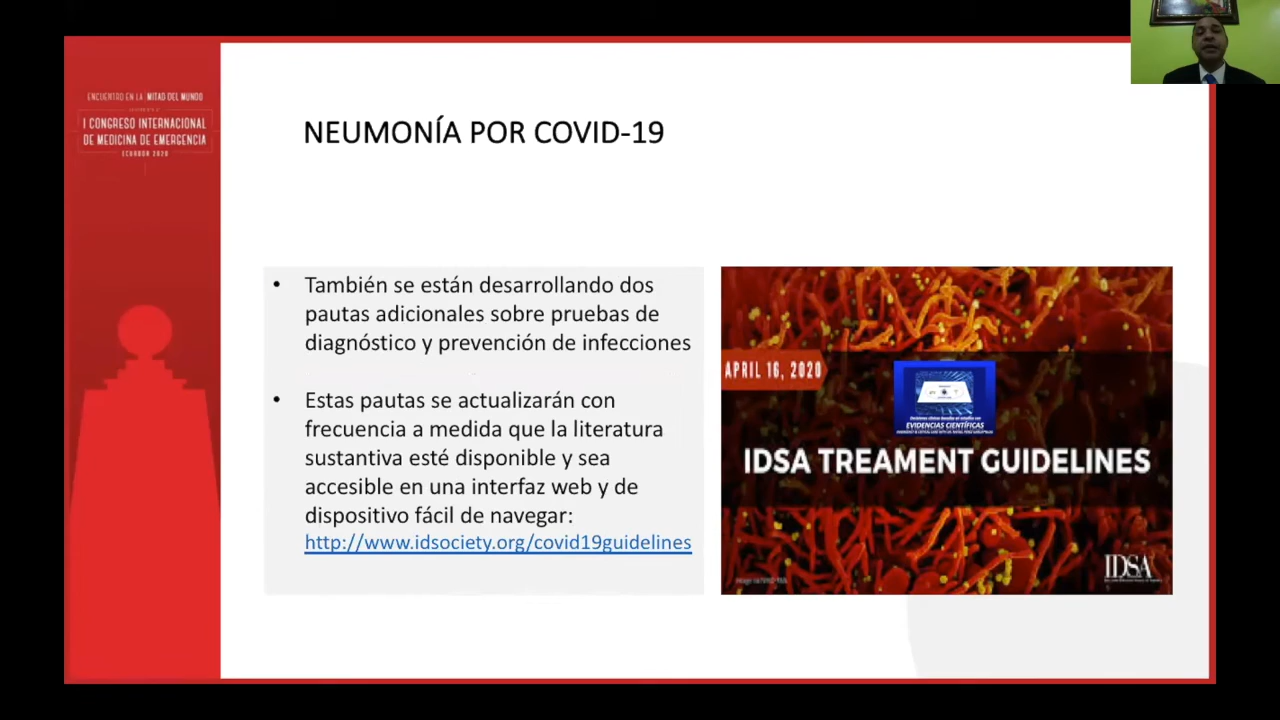 ENCUENTRO EN LA MITAD DEL MUNDO
I CONGRESO INTERNACIONAL
DE MEDICINA DE EMERGENCIA
ECUADOR 2020
NEUMONÍA POR COVID-19
• También se están desarrollando dos
pautas adicionales sobre pruebas de
diagnóstico y prevención de infecciones
• Estas pautas se actualizarán con
frecuencia a medida que la literatura
sustantiva esté disponible y sea
accesible en una interfaz web y de
dispositivo fácil de navegar:
http://www.idsociety.org/covid19guidelines
APRIL 16, 2020
EVIDENCIAS CIENTÍFICAS
IDSA TREAMENT GUIDELINES
IDSA